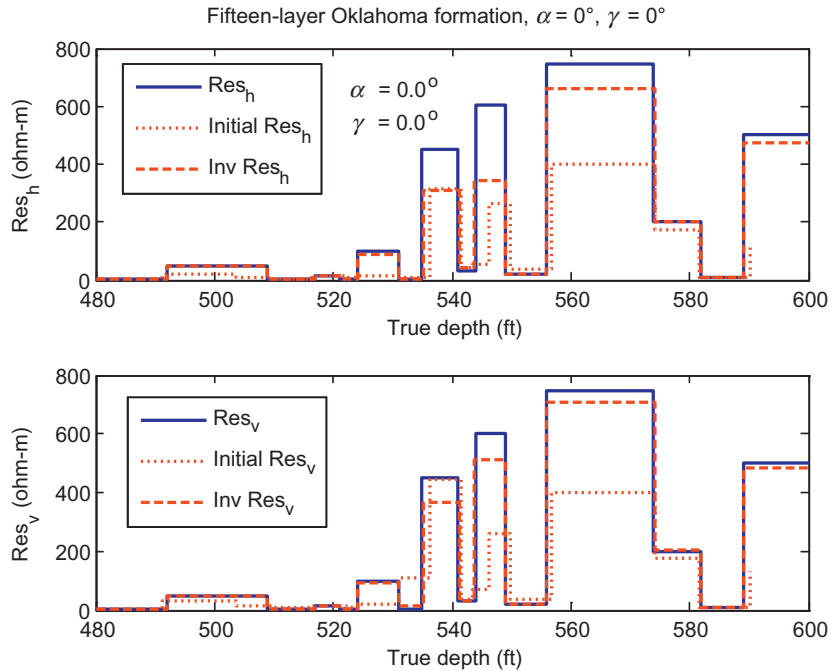 Fifteen-layer Oklahoma formation, α = 0°, γ = 0°
800
600
400
200
0
Res_h (ohm-m)
Res_h
Initial Res_h
Inv Res_h
α = 0.0°
γ = 0.0°
480 500 520 540 560 580 600
True depth (ft)
800
600
400
200
0
Res_v (ohm-m)
Res_v
Initial Res_v
Inv Res_v
480 500 520 540 560 580 600
True depth (ft)